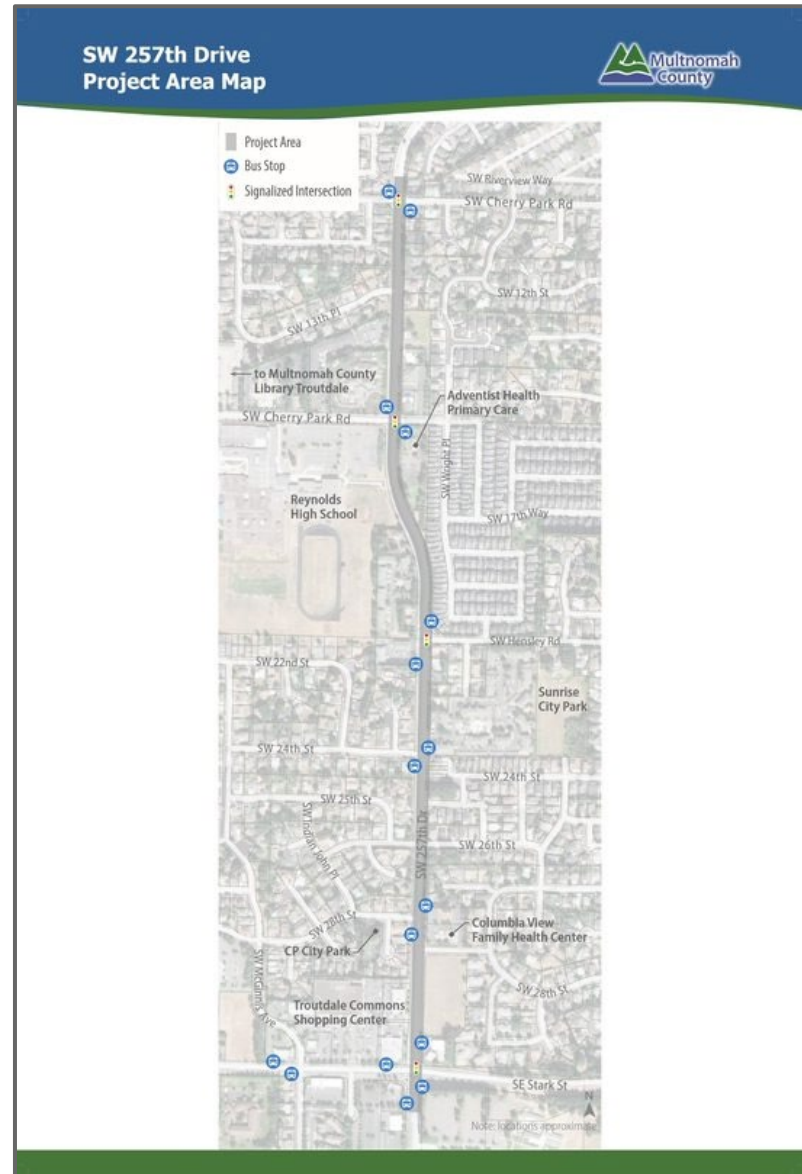 SW 257th Drive
Project Area Map
Multnomah
County
Project Area
Bus Stop
Signalized Intersection
SW Riverview Way
SW Cherry Park Rd
SW 12th St
SW 13th Pl
to Multnomah County
Library Troutdale
Adventist Health
Primary Care
SW Cherry Park Rd
SW Wright Pl
Reynolds
High School
SW 17th Way
SW Hensley Rd
SW 22nd St
Sunrise
City Park
SW 24th St
SW 24th St
SW 25th St
SW Indian John Pl
SW 257th Dr
SW 26th St
SW 28th St
Columbia View
Family Health Center
CP City Park
SW McGinnis Ave
SW 28th St
Troutdale Commons
Shopping Center
SE Stark St
N
Note: locations approximate